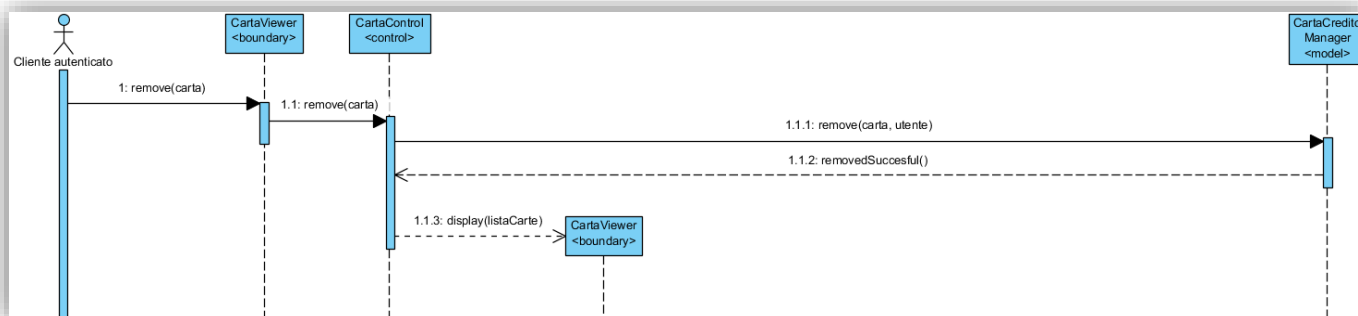 CartaViewer
<boundary>
CartaControl
<control>
CartaCredito
Manager
<model>
Cliente autenticato
1: remove(carta)
1.1: remove(carta)
1.1.1: remove(carta, utente)
1.1.2: removedSuccesful()
1.1.3: display(listaCarte)
CartaViewer
<boundary>